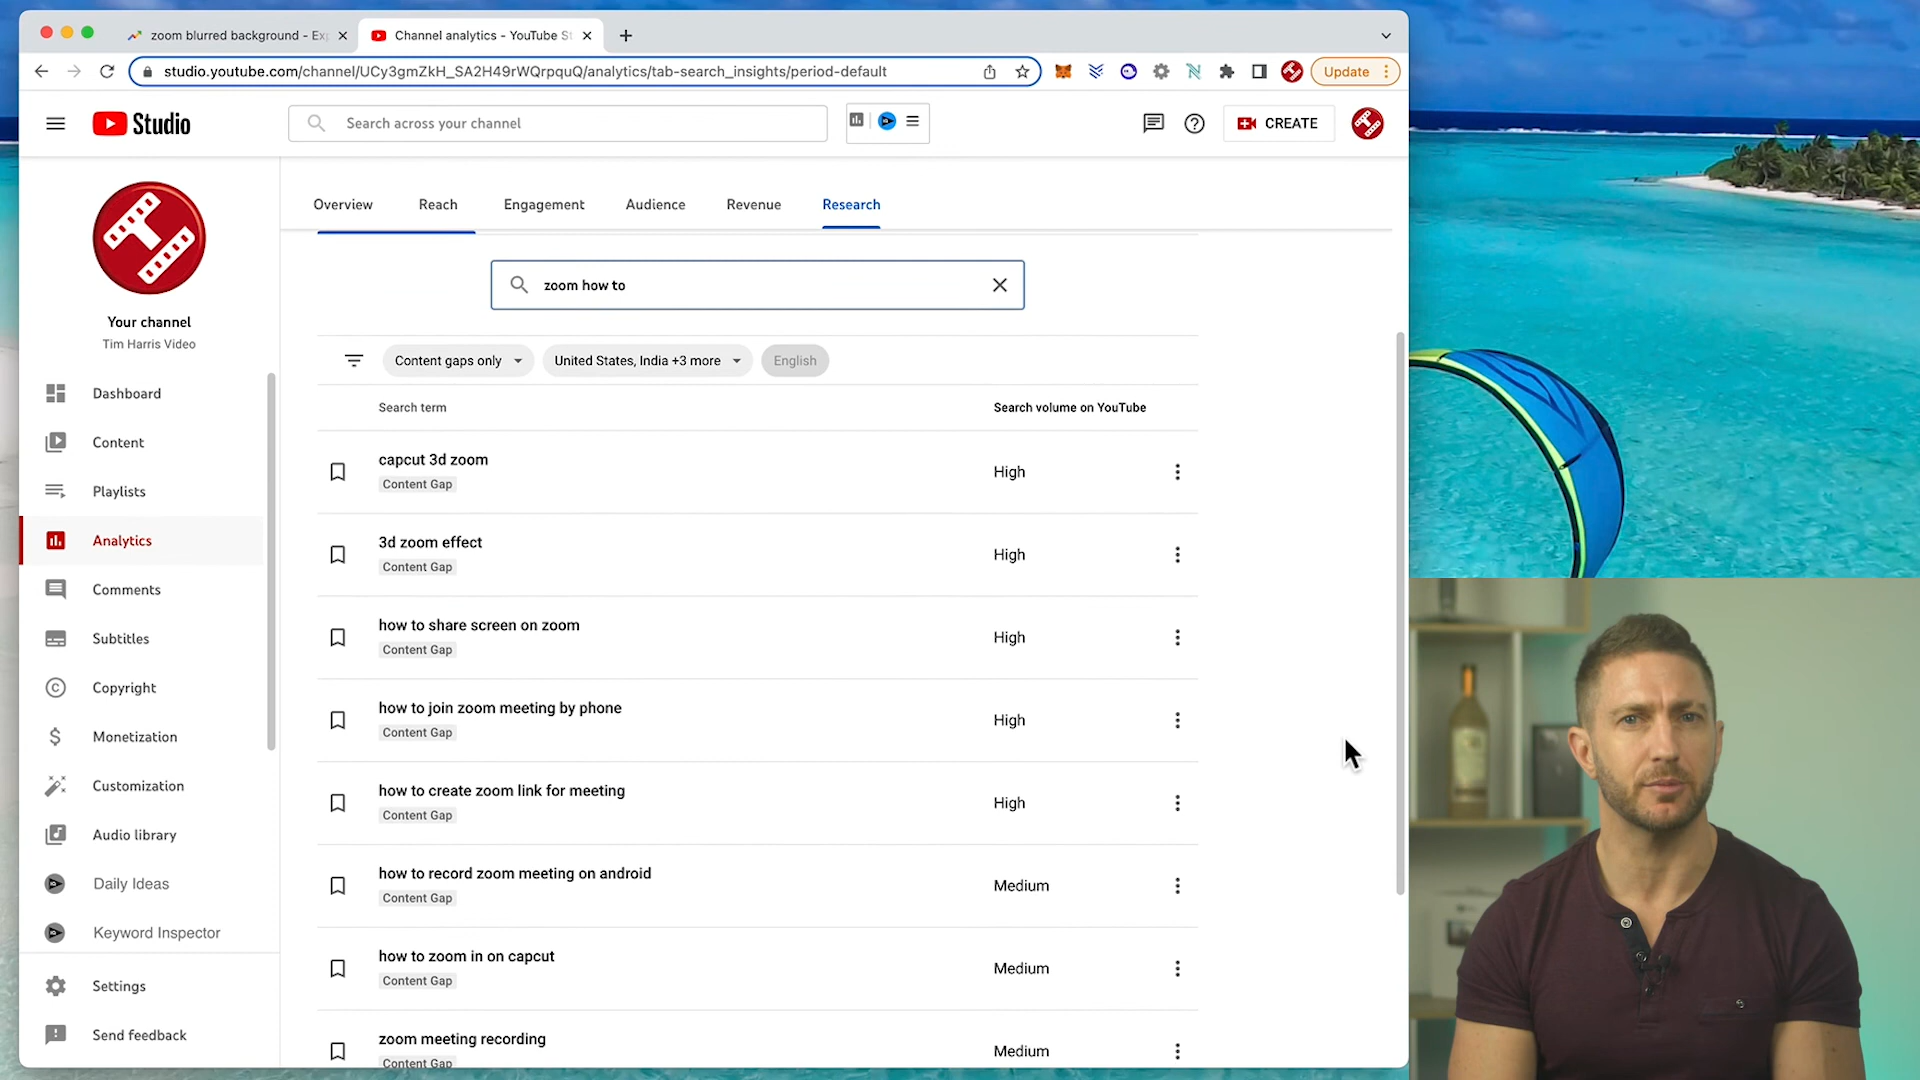 zoom blurred background - Exp
Channel analytics - YouTube St
studio.youtube.com/channel/UCy3gmZkH_SA2H49rWQrpquQ/analytics/tab-search_insights/period-default
Update
Studio
Search across your channel
CREATE
Your channel
Tim Harris Video
Dashboard
Content
Playlists
Analytics
Comments
Subtitles
Copyright
Monetization
Customization
Audio library
Daily Ideas
Keyword Inspector
Settings
Send feedback
Overview
Reach
Engagement
Audience
Revenue
Research
zoom how to
Content gaps only
United States, India +3 more
English
Search term
Search volume on YouTube
capcut 3d zoom
Content Gap
High
3d zoom effect
Content Gap
High
how to share screen on zoom
Content Gap
High
how to join zoom meeting by phone
Content Gap
High
how to create zoom link for meeting
Content Gap
High
how to record zoom meeting on android
Content Gap
Medium
how to zoom in on capcut
Content Gap
Medium
zoom meeting recording
Content Gap
Medium